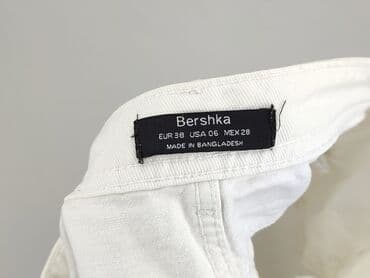 Bershka
EUR 38 USA 06 MEX 28
MADE IN BANGLADESH